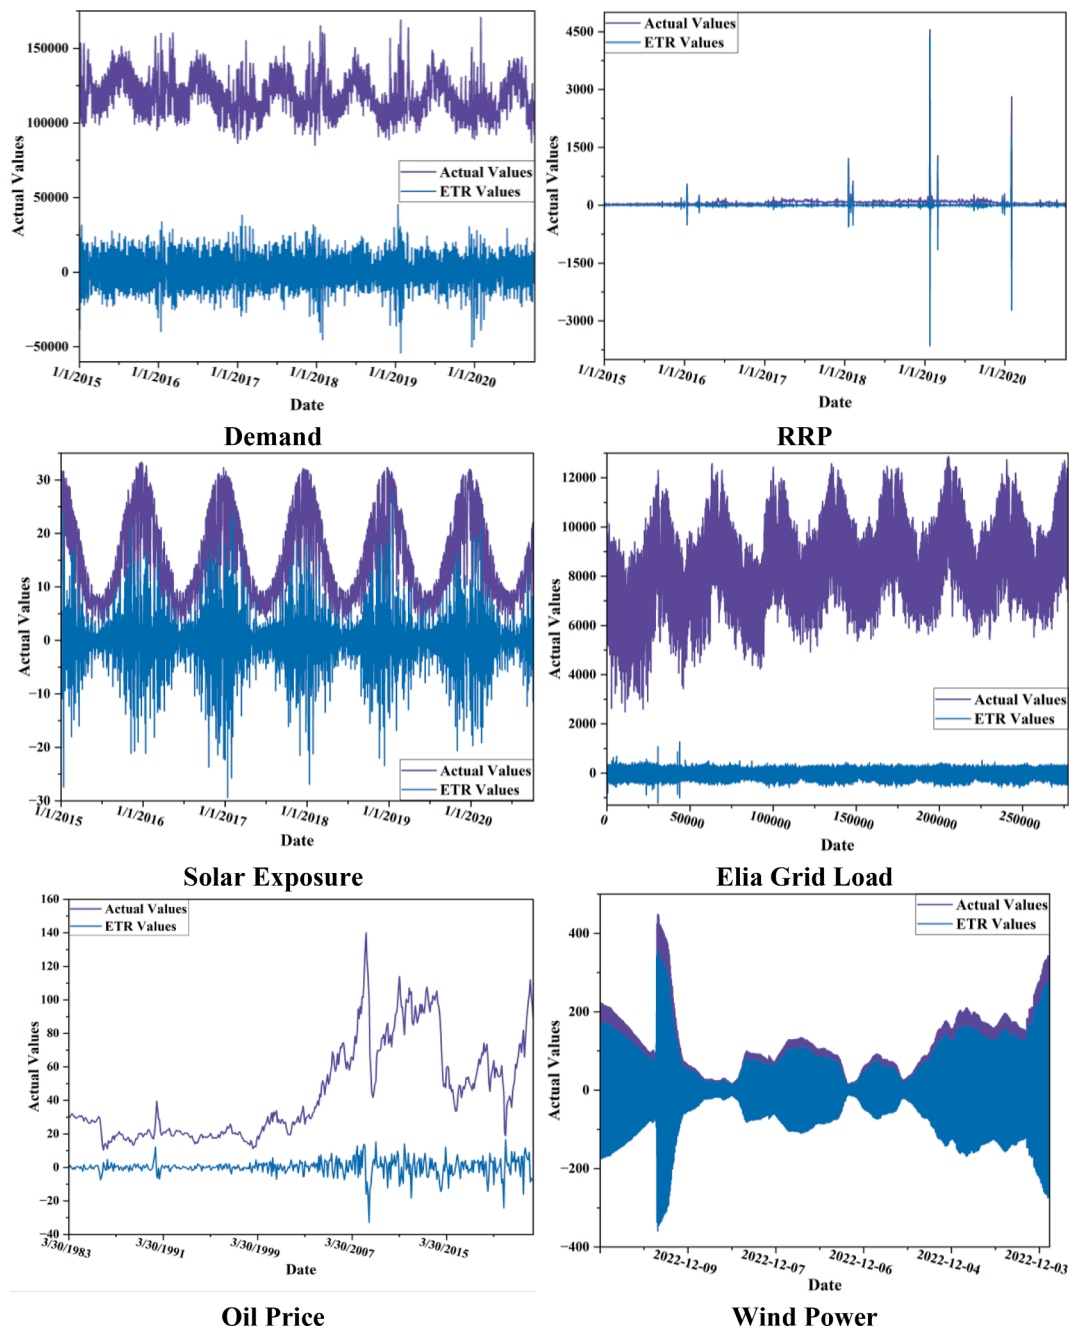 Actual Values
150000
100000
50000
0
−50000
Actual Values
ETR Values
1/1/2015
1/1/2016
1/1/2017
1/1/2018
1/1/2019
1/1/2020
Date
Demand
Actual Values
4500
3000
1500
0
−1500
−3000
Actual Values
ETR Values
1/1/2015
1/1/2016
1/1/2017
1/1/2018
1/1/2019
1/1/2020
Date
RRP
Actual Values
30
20
10
0
−10
−20
−30
Actual Values
ETR Values
1/1/2015
1/1/2016
1/1/2017
1/1/2018
1/1/2019
1/1/2020
Date
Solar Exposure
Actual Values
12000
10000
8000
6000
4000
2000
0
Actual Values
ETR Values
0
50000
100000
150000
200000
250000
Date
Elia Grid Load
Actual Values
160
140
120
100
80
60
40
20
0
−20
−40
Actual Values
ETR Values
3/30/1983
3/30/1991
3/30/1999
3/30/2007
3/30/2015
Date
Oil Price
Actual Values
400
200
0
−200
−400
Actual Values
ETR Values
2022-12-09
2022-12-07
2022-12-06
2022-12-04
2022-12-03
Date
Wind Power